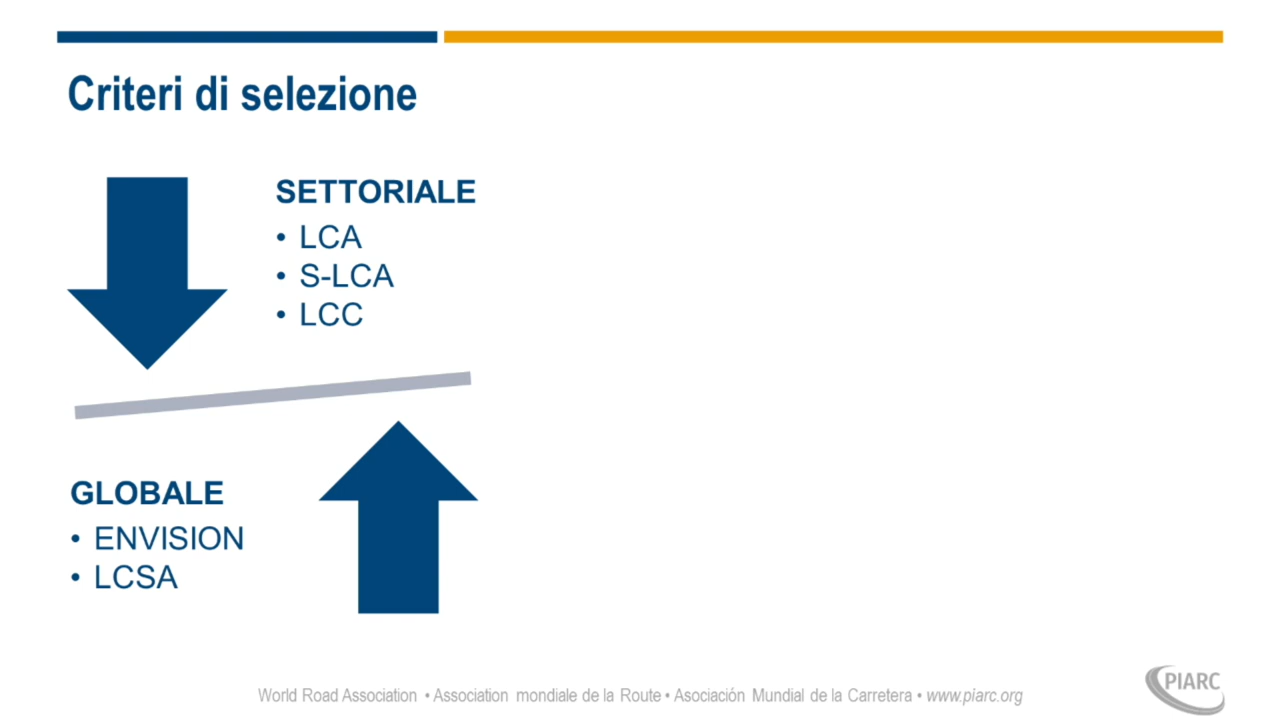 Criteri di selezione
SETTORIALE
• LCA
• S-LCA
• LCC
GLOBALE
• ENVISION
• LCSA
World Road Association • Association mondiale de la Route • Asociación Mundial de la Carretera • www.piarc.org
PIARC